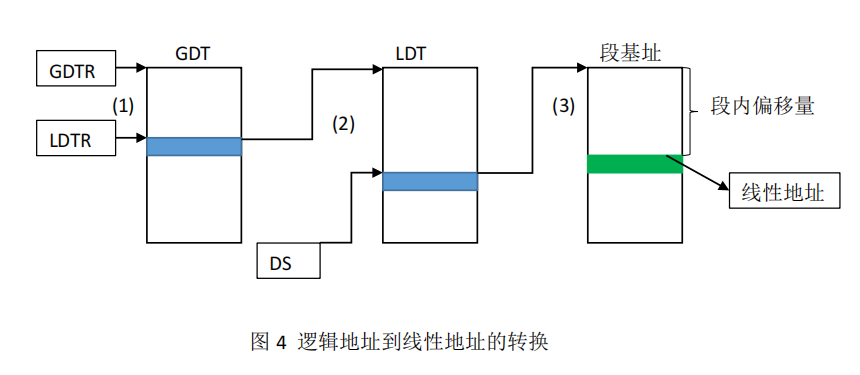 GDT
LDT
段基址
GDTR
(1)
(2)
(3)
段内偏移量
LDTR
线性地址
DS
图 4 逻辑地址到线性地址的转换